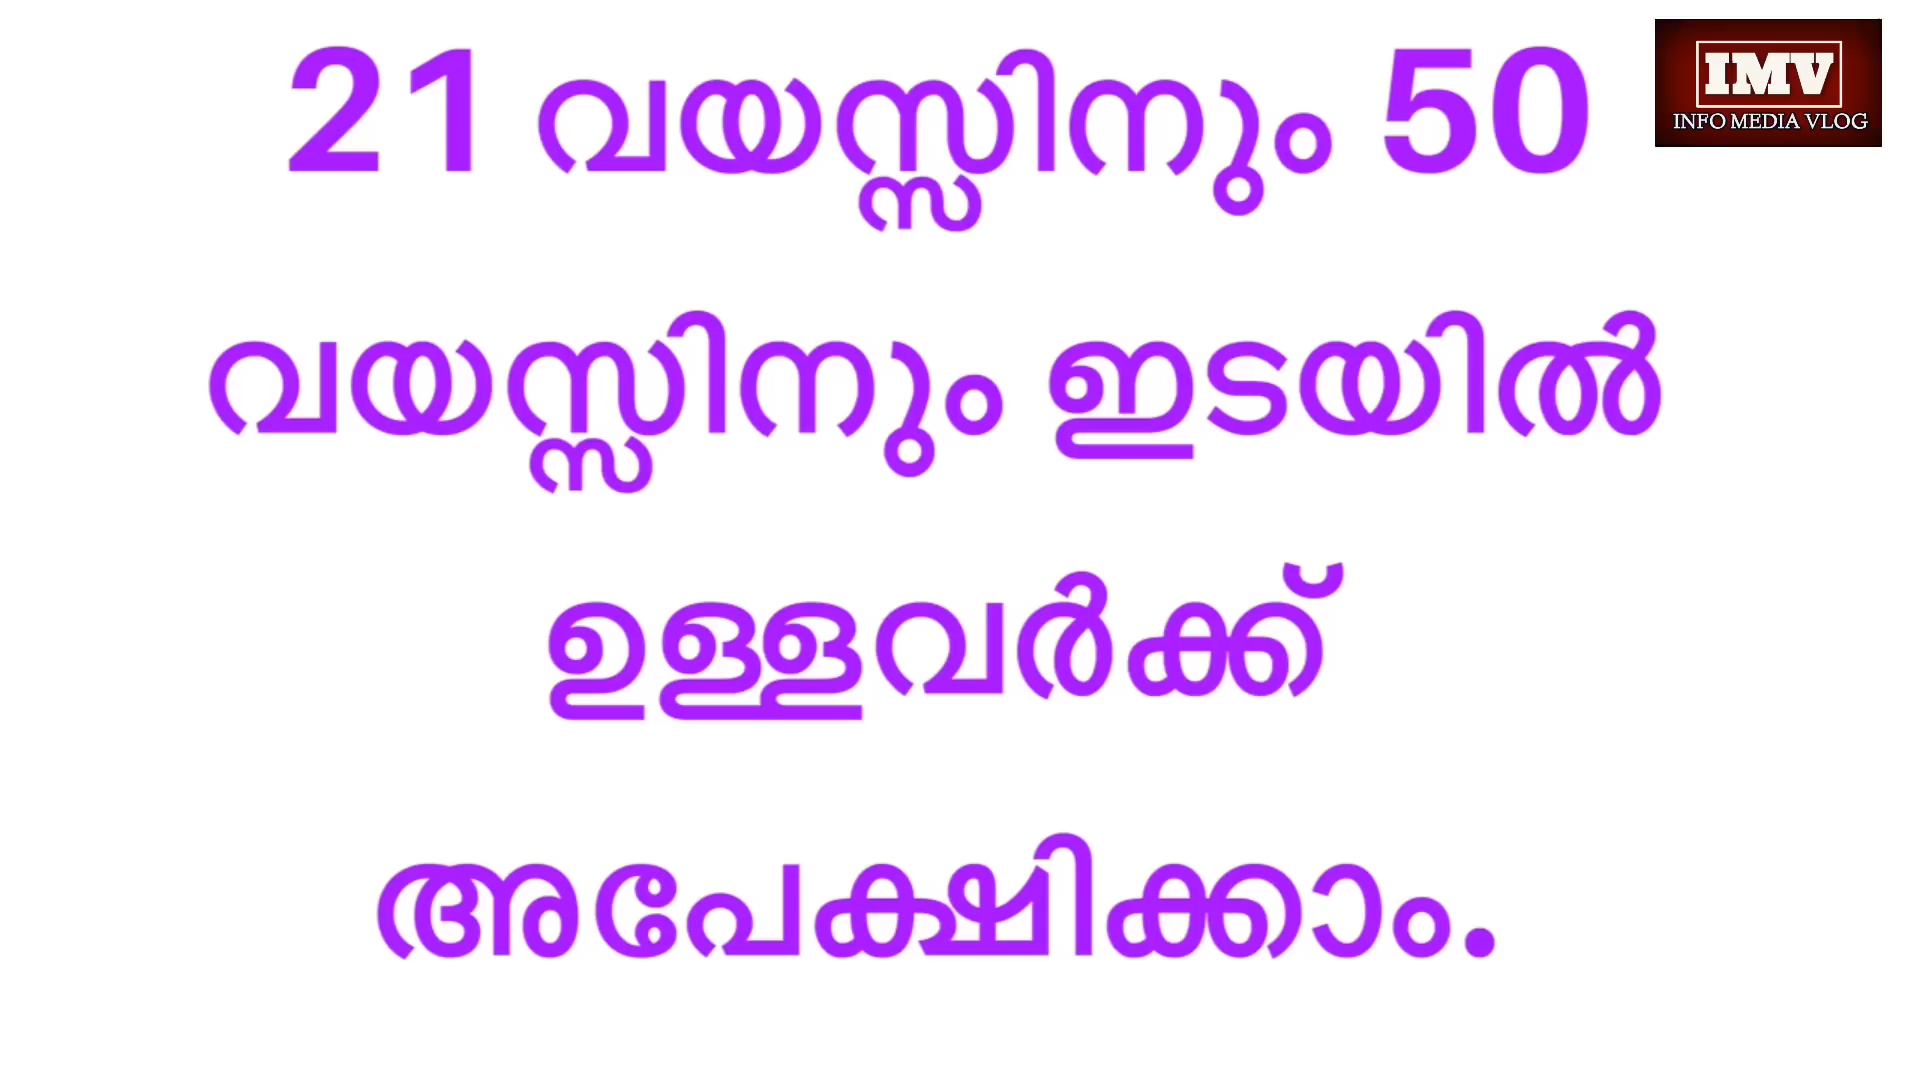 21 വയസ്സിനും 50
വയസ്സിനും ഇടയിൽ
ഉള്ളവർക്ക്
അപേക്ഷിക്കാം.
IMV
INFO MEDIA VLOG